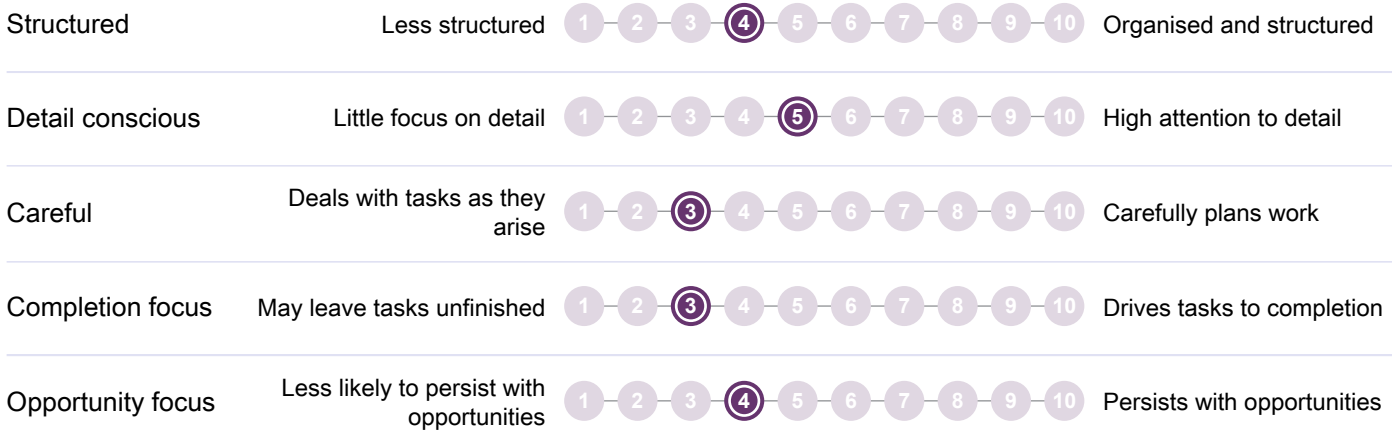 Structured Less structured 1 2 3 4 5 6 7 8 9 10 Organised and structured
Detail conscious Little focus on detail 1 2 3 4 5 6 7 8 9 10 High attention to detail
Careful Deals with tasks as they
arise 1 2 3 4 5 6 7 8 9 10 Carefully plans work
Completion focus May leave tasks unfinished 1 2 3 4 5 6 7 8 9 10 Drives tasks to completion
Opportunity focus Less likely to persist with
opportunities 1 2 3 4 5 6 7 8 9 10 Persists with opportunities